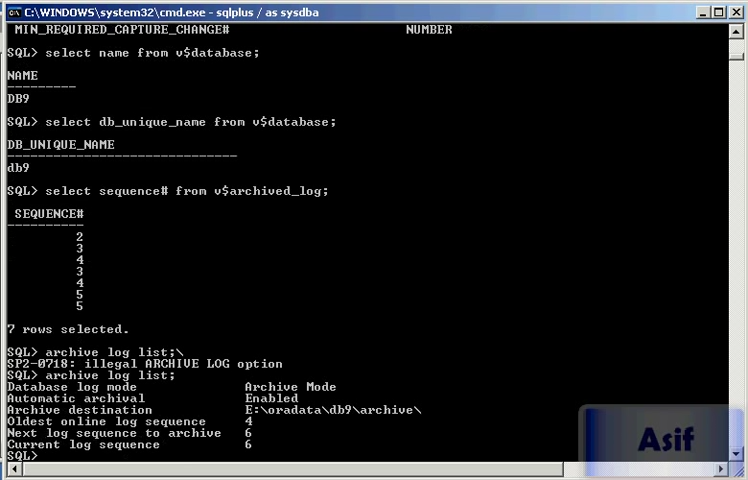 C:\WINDOWS\system32\cmd.exe - sqlplus / as sysdba
MIN_REQUIRED_CAPTURE_CHANGE# NUMBER
SQL> select name from v$database;
NAME
---------
DB9
SQL> select db_unique_name from v$database;
DB_UNIQUE_NAME
------------------------------
db9
SQL> select sequence# from v$archived_log;
SEQUENCE#
----------
2
3
4
3
4
5
5
7 rows selected.
SQL> archive log list;\
SP2-0718: illegal ARCHIVE LOG option
SQL> archive log list;
Database log mode Archive Mode
Automatic archival Enabled
Archive destination E:\oradata\db9\archive\
Oldest online log sequence 4
Next log sequence to archive 6
Current log sequence 6
SQL>
Asif